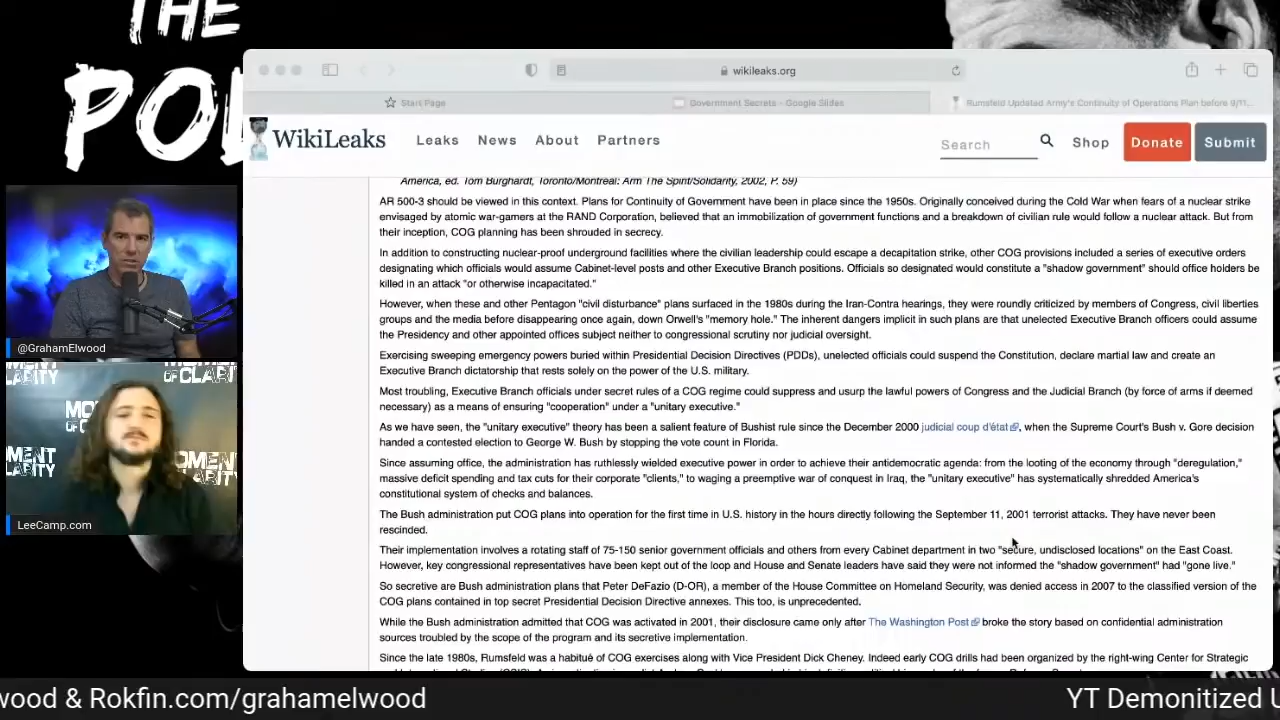 THE
wikileaks.org
Start Page
Government Secrets - Google Slides
Rumsfeld Updated Army's Continuity of Operations Plan before 9/11...
WikiLeaks
Leaks News About Partners
Search
Shop
Donate
Submit
America, ed. Tom Burghardt, Toronto/Montreal: Arm The Spirit/Solidarity, 2002, P. 59)
AR 500-3 should be viewed in this context. Plans for Continuity of Government have been in place since the 1950s. Originally conceived during the Cold War when fears of a nuclear strike
envisaged by atomic war-gamers at the RAND Corporation, believed that an immobilization of government functions and a breakdown of civilian rule would follow a nuclear attack. But from
their inception, COG planning has been shrouded in secrecy.
In addition to constructing nuclear-proof underground facilities where the civilian leadership could escape a decapitation strike, other COG provisions included a series of executive orders
designating which officials would assume Cabinet-level posts and other Executive Branch positions. Officials so designated would constitute a "shadow government" should office holders be
killed in an attack "or otherwise incapacitated."
However, when these and other Pentagon "civil disturbance" plans surfaced in the 1980s during the Iran-Contra hearings, they were roundly criticized by members of Congress, civil liberties
groups and the media before disappearing once again, down Orwell's "memory hole." The inherent dangers implicit in such plans are that unelected Executive Branch officers could assume
the Presidency and other appointed offices subject neither to congressional scrutiny nor judicial oversight.
Exercising sweeping emergency powers buried within Presidential Decision Directives (PDDs), unelected officials could suspend the Constitution, declare martial law and create an
Executive Branch dictatorship that rests solely on the power of the U.S. military.
Most troubling, Executive Branch officials under secret rules of a COG regime could suppress and usurp the lawful powers of Congress and the Judicial Branch (by force of arms if deemed
necessary) as a means of ensuring "cooperation" under a "unitary executive."
As we have seen, the "unitary executive" theory has been a salient feature of Bushist rule since the December 2000 judicial coup d'état, when the Supreme Court's Bush v. Gore decision
handed a contested election to George W. Bush by stopping the vote count in Florida.
Since assuming office, the administration has ruthlessly wielded executive power in order to achieve their antidemocratic agenda: from the looting of the economy through "deregulation,"
massive deficit spending and tax cuts for their corporate "clients," to waging a preemptive war of conquest in Iraq, the "unitary executive" has systematically shredded America's
constitutional system of checks and balances.
The Bush administration put COG plans into operation for the first time in U.S. history in the hours directly following the September 11, 2001 terrorist attacks. They have never been
rescinded.
Their implementation involves a rotating staff of 75-150 senior government officials and others from every Cabinet department in two "secure, undisclosed locations" on the East Coast.
However, key congressional representatives have been kept out of the loop and House and Senate leaders have said they were not informed the "shadow government" had "gone live."
So secretive are Bush administration plans that Peter DeFazio (D-OR), a member of the House Committee on Homeland Security, was denied access in 2007 to the classified version of the
COG plans contained in top secret Presidential Decision Directive annexes. This too, is unprecedented.
While the Bush administration admitted that COG was activated in 2001, their disclosure came only after The Washington Post broke the story based on confidential administration
sources troubled by the scope of the program and its secretive implementation.
Since the late 1980s, Rumsfeld was a habitué of COG exercises along with Vice President Dick Cheney. Indeed early COG drills had been organized by the right-wing Center for Strategic
@GrahamElwood
LeeCamp.com
wood & Rokfin.com/grahamelwood
YT Demonitized U